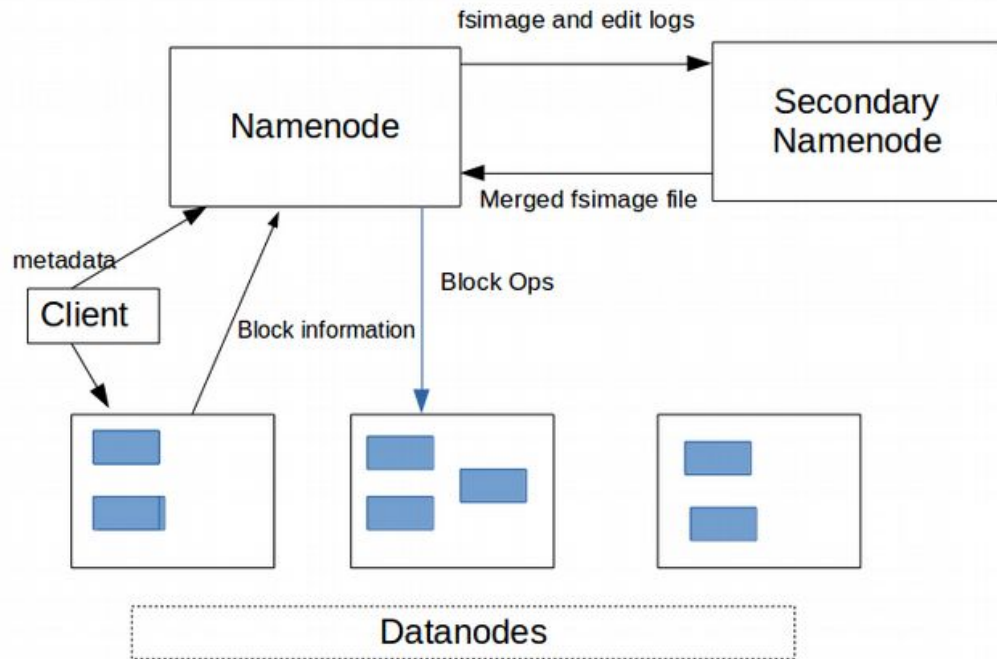 fsimage and edit logs
Namenode
Secondary
Namenode
Merged fsimage file
metadata
Block Ops
Client
Block information
Datanodes